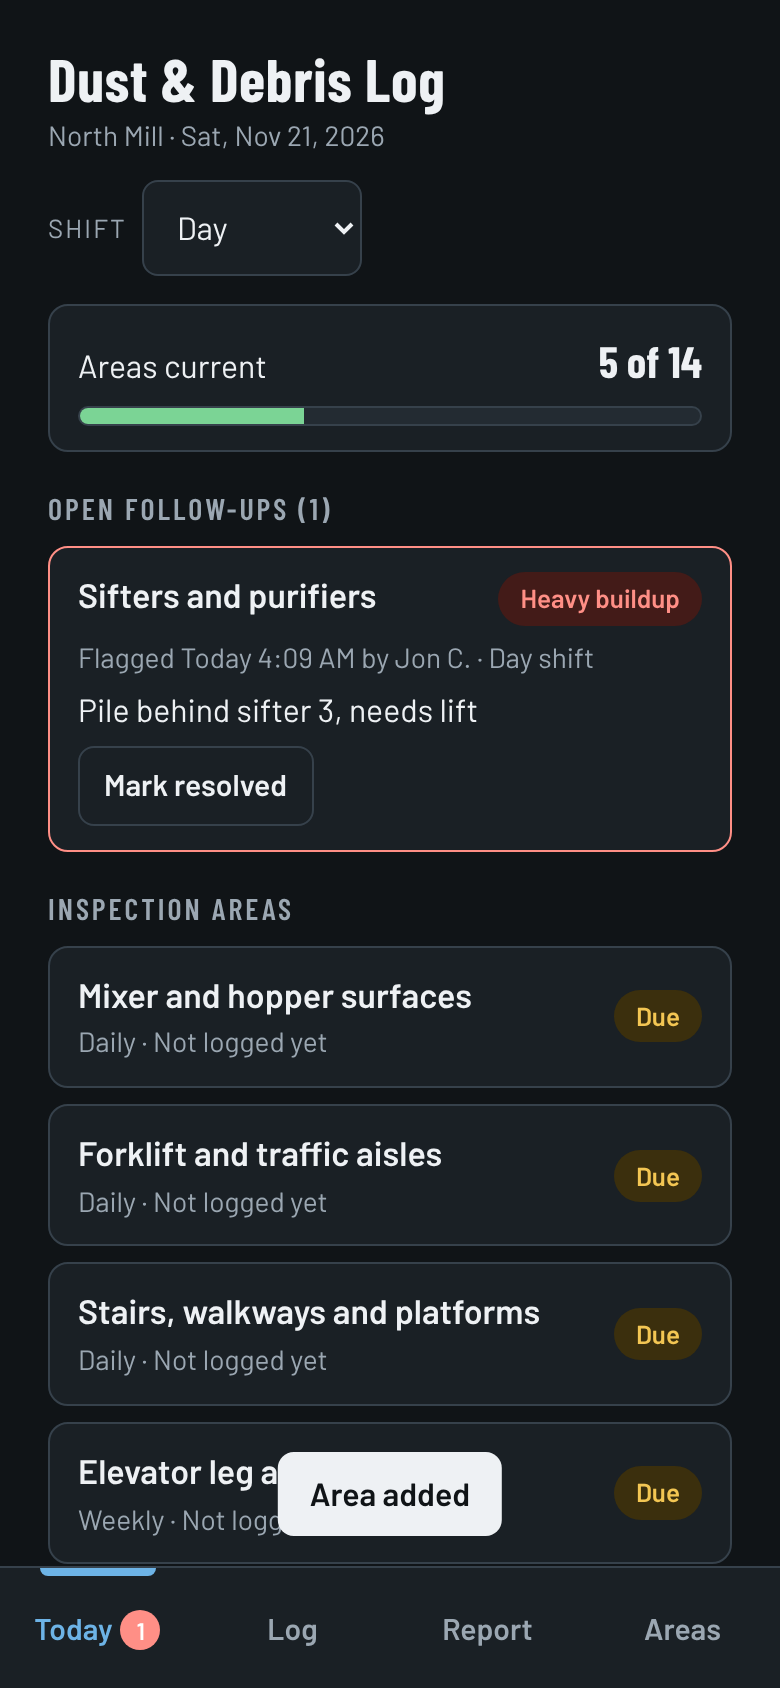 Dust & Debris Log
North Mill · Sat, Nov 21, 2026
SHIFT Day
Areas current 5 of 14
OPEN FOLLOW-UPS (1)
Sifters and purifiers Heavy buildup
Flagged Today 4:09 AM by Jon C. · Day shift
Pile behind sifter 3, needs lift
Mark resolved
INSPECTION AREAS
Mixer and hopper surfaces Due
Daily · Not logged yet
Forklift and traffic aisles Due
Daily · Not logged yet
Stairs, walkways and platforms Due
Daily · Not logged yet
Elevator leg Due
Weekly · Not
Area added
Today 1 Log Report Areas